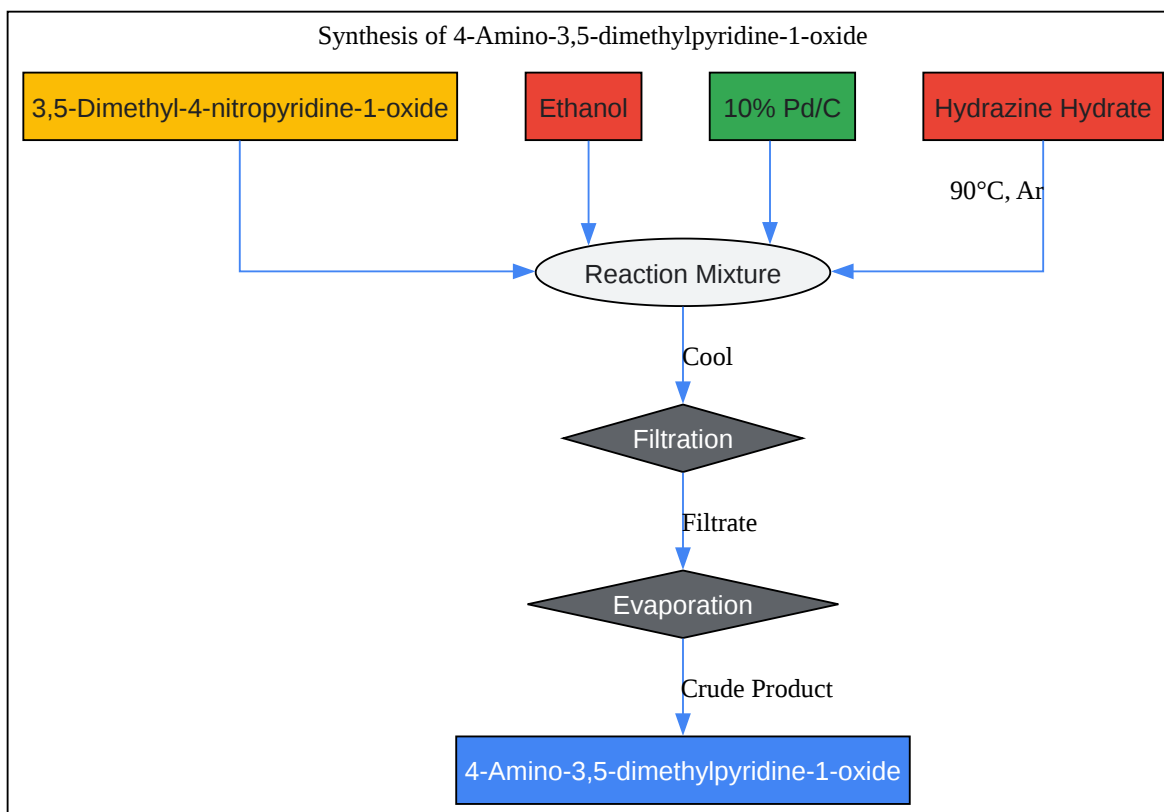 Synthesis of 4-Amino-3,5-dimethylpyridine-1-oxide
3,5-Dimethyl-4-nitropyridine-1-oxide
Ethanol
10% Pd/C
Hydrazine Hydrate
90°C, Ar
Reaction Mixture
Cool
Filtration
Filtrate
Evaporation
Crude Product
4-Amino-3,5-dimethylpyridine-1-oxide